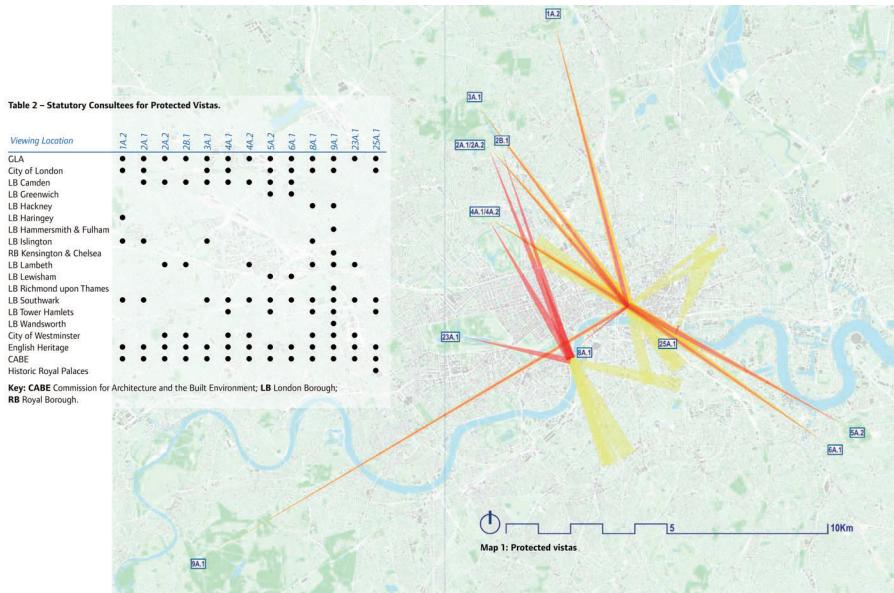 Table 2 – Statutory Consultees for Protected Vistas.
Viewing Location 1A.2 2A.1 2A.2 2B.1 3A.1 4A.1 4A.2 5A.2 6A.1 8A.1 9A.1 23A.1 25A.1
GLA ● ● ● ● ● ● ● ● ● ● ● ● ●
City of London ● ● ● ● ● ● ● ● ●
LB Camden ● ● ● ● ● ● ● ●
LB Greenwich ● ●
LB Hackney ● ●
LB Haringey ●
LB Hammersmith & Fulham ●
LB Islington ● ● ● ●
RB Kensington & Chelsea ●
LB Lambeth ● ● ● ● ● ●
LB Lewisham ● ●
LB Richmond upon Thames ●
LB Southwark ● ● ● ● ● ● ● ● ● ● ●
LB Tower Hamlets ● ● ● ● ●
LB Wandsworth ●
City of Westminster ● ● ● ● ● ● ●
English Heritage ● ● ● ● ● ● ● ● ● ● ● ● ●
CABE ● ● ● ● ● ● ● ● ● ● ● ● ●
Historic Royal Palaces ●
Key: CABE Commission for Architecture and the Built Environment; LB London Borough;
RB Royal Borough.
1A.2
3A.1
2A.1/2A.2
2B.1
4A.1/4A.2
23A.1
8A.1
25A.1
5A.2
6A.1
9A.1
5
10Km
Map 1: Protected vistas